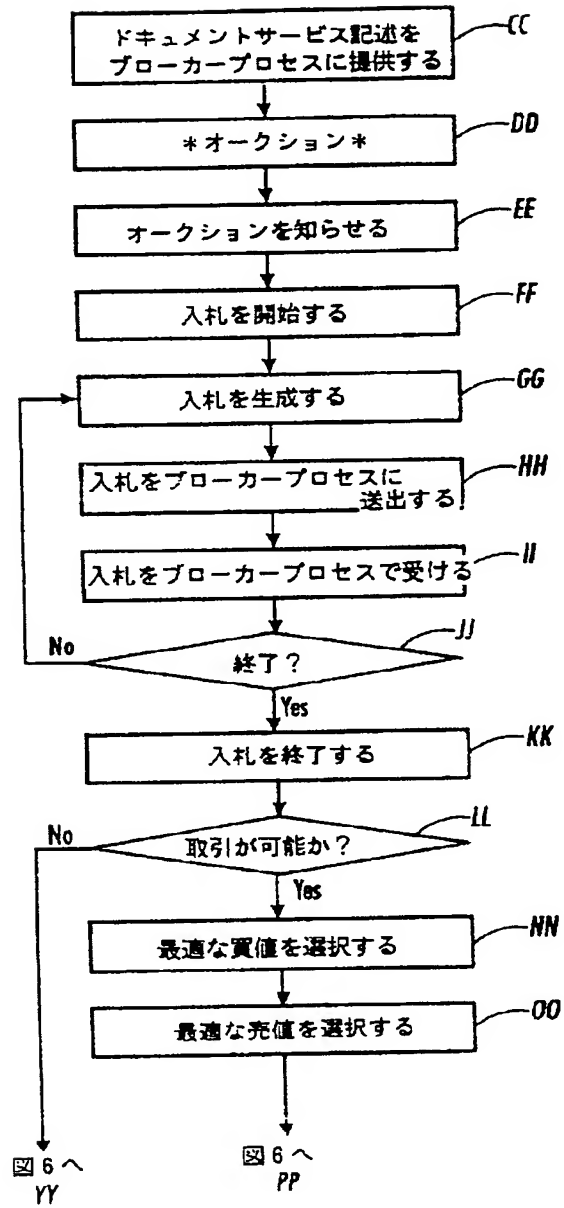 ドキュメントサービス記述を
ブローカープロセスに提供する
CC
*オークション*
DD
オークションを知らせる
EE
入札を開始する
FF
入札を生成する
GG
入札をブローカープロセスに
送出する
HH
入札をブローカープロセスで受ける
II
終了?
JJ
No
Yes
入札を終了する
KK
取引が可能か?
LL
No
Yes
最適な買値を選択する
NN
最適な売値を選択する
OO
図6へ
YY
図6へ
PP